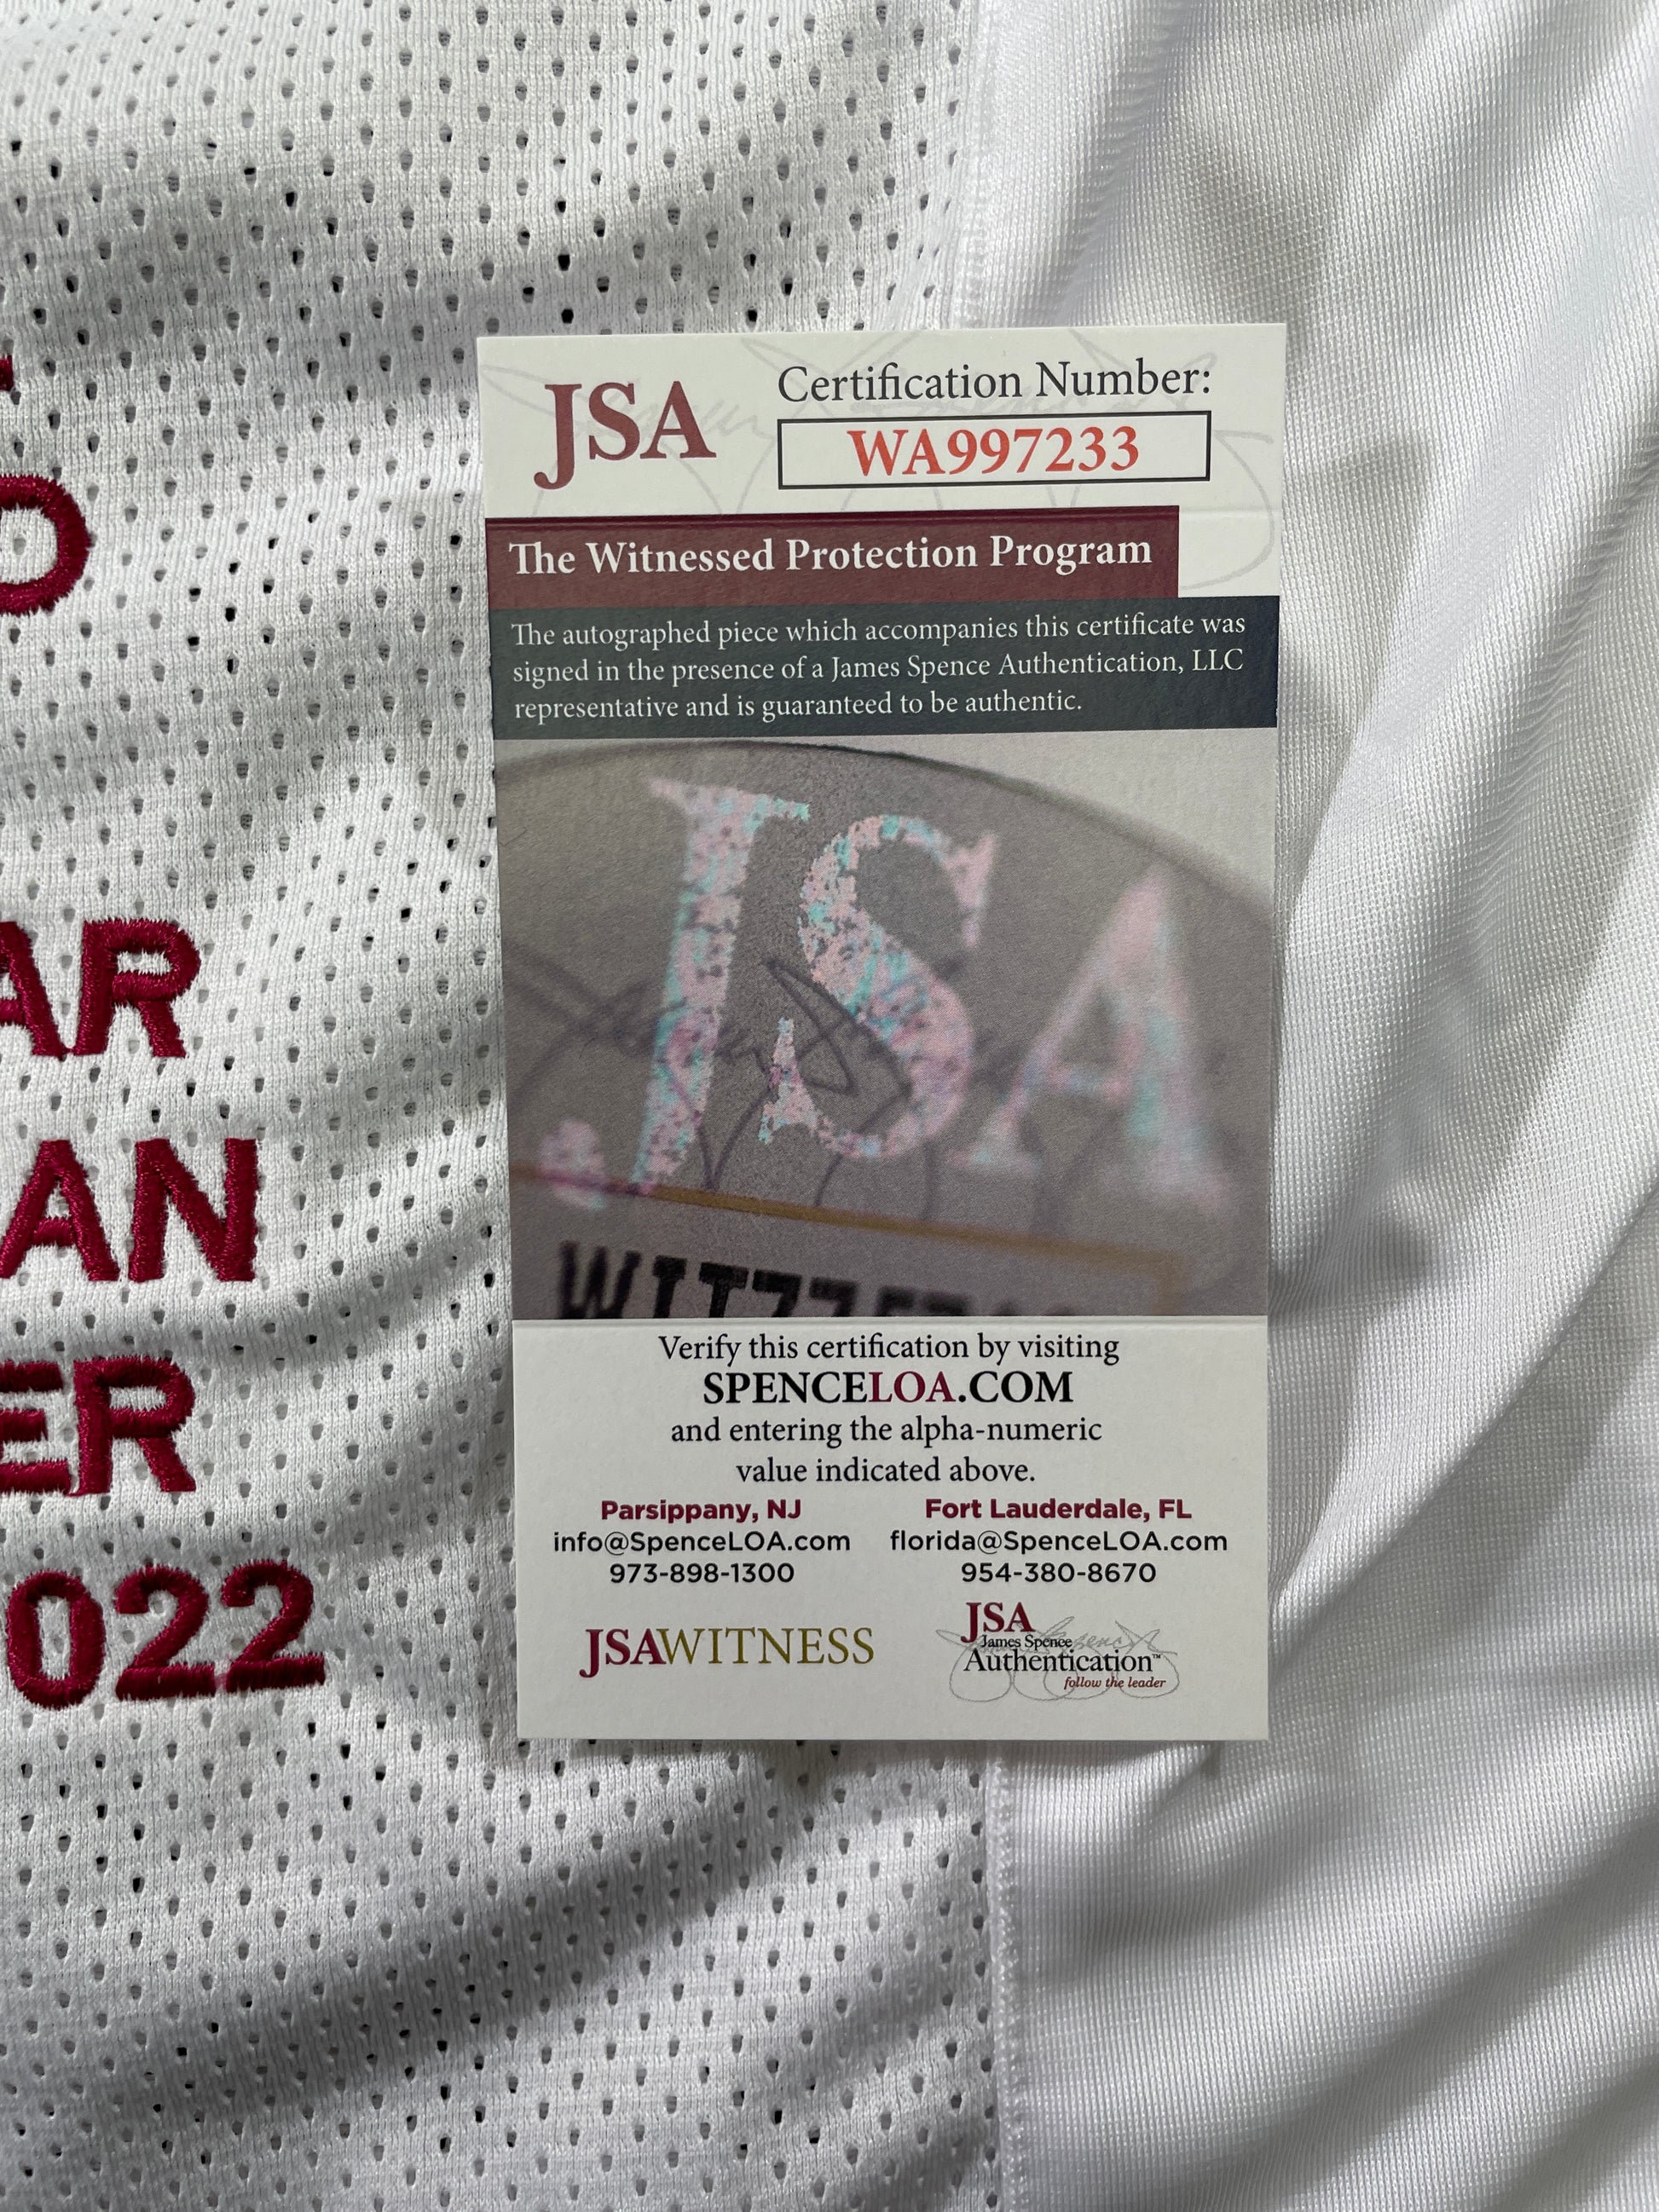 JSA
Certification Number:
WA997233
The Witnessed Protection Program
The autographed piece which accompanies this certificate was
signed in the presence of a James Spence Authentication, LLC
representative and is guaranteed to be authentic.
JSA
Verify this certification by visiting
SPENCELOA.COM
and entering the alpha-numeric
value indicated above.
Parsippany, NJ
info@SpenceLOA.com
973-898-1300
Fort Lauderdale, FL
florida@SpenceLOA.com
954-380-8670
JSAWITNESS
JSA
James Spence
Authentication™
follow the leader
AR
AN
ER
022